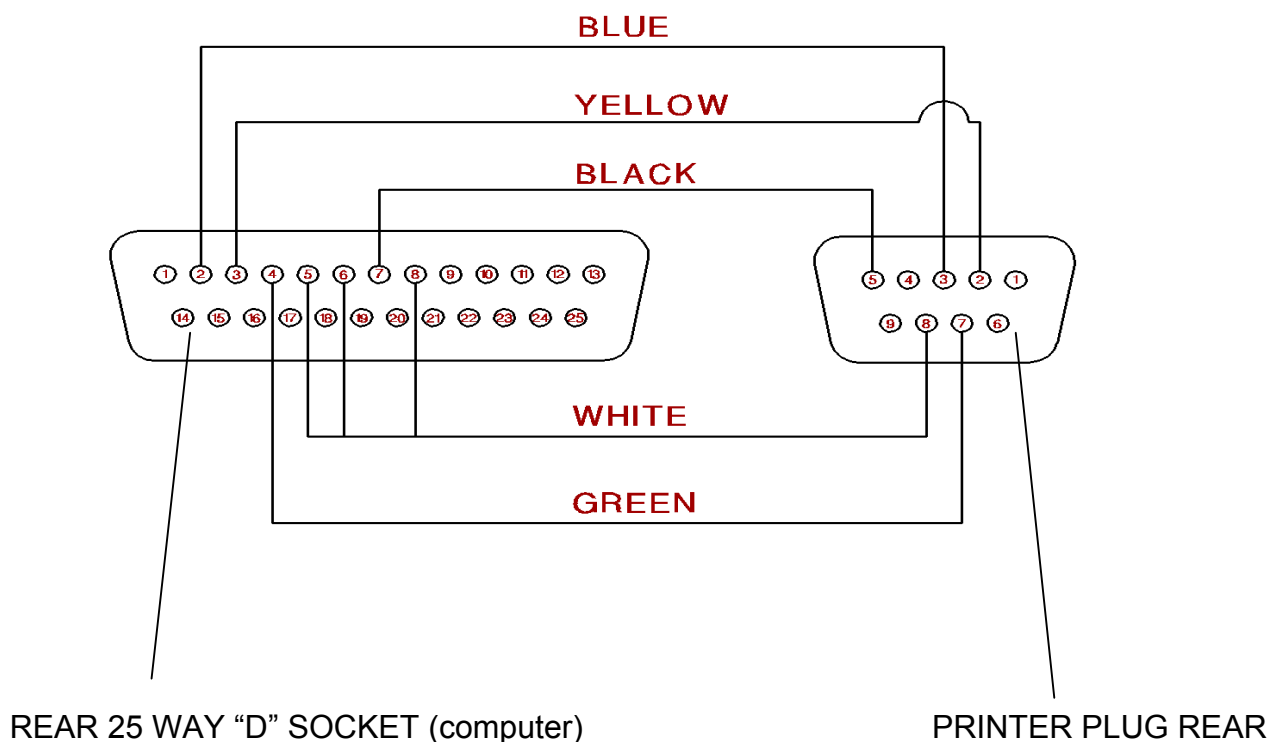 BLUE
YELLOW
BLACK
1 2 3 4 5 6 7 8 9 10 11 12 13
14 15 16 17 18 19 20 21 22 23 24 25
5 4 3 2 1
9 8 7 6
WHITE
GREEN
REAR 25 WAY “D” SOCKET (computer)
PRINTER PLUG REAR